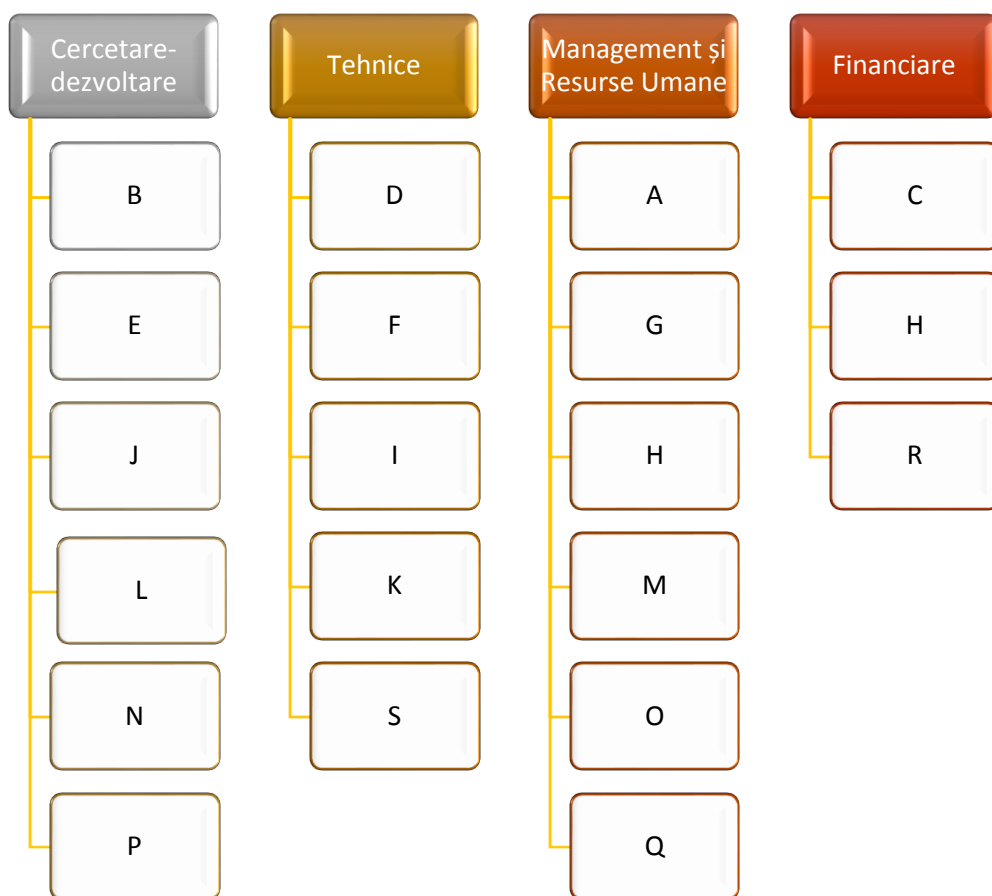 Cercetare-
dezvoltare
B
E
J
L
N
P
Tehnice
D
F
I
K
S
Management și
Resurse Umane
A
G
H
M
O
Q
Financiare
C
H
R